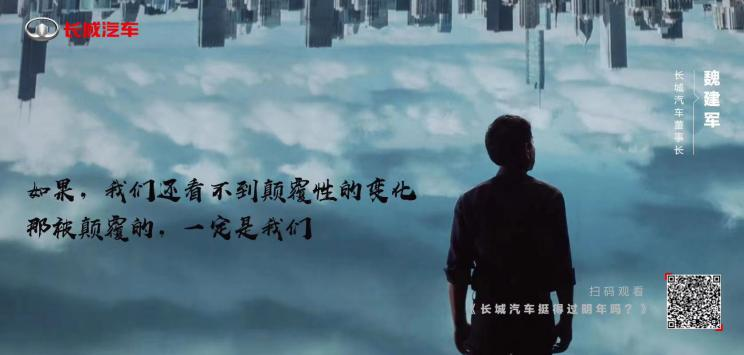 长城汽车
魏建军
长城汽车董事长
如果，我们还看不到颠覆性的变化
那被颠覆的，一定是我们
扫码观看
《长城汽车挺得过明年吗？》